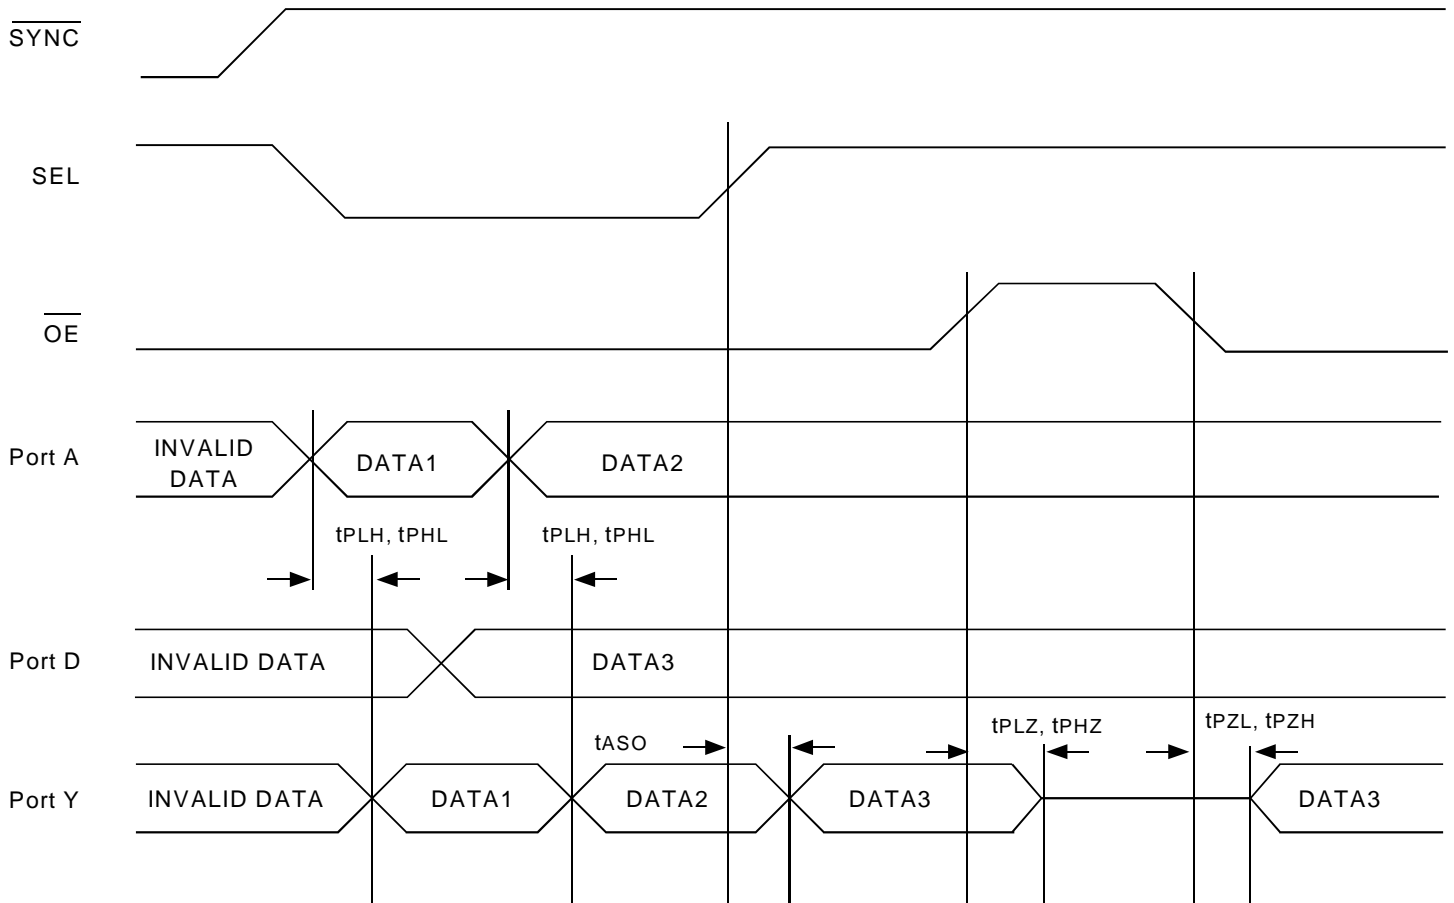 SYNC
SEL
OE
Port A
INVALID
DATA
DATA1
DATA2
tPLH, tPHL
tPLH, tPHL
Port D
INVALID DATA
DATA3
tASO
tPLZ, tPHZ
tPZL, tPZH
Port Y
INVALID DATA
DATA1
DATA2
DATA3
DATA3